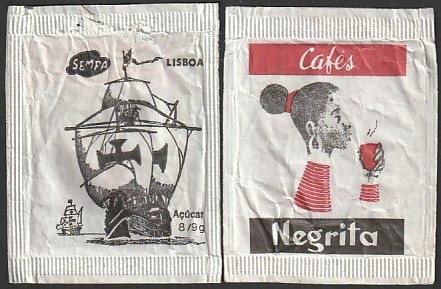 SEMPA
LISBOA
Açúcar
8/9g
Cafés
Negrita